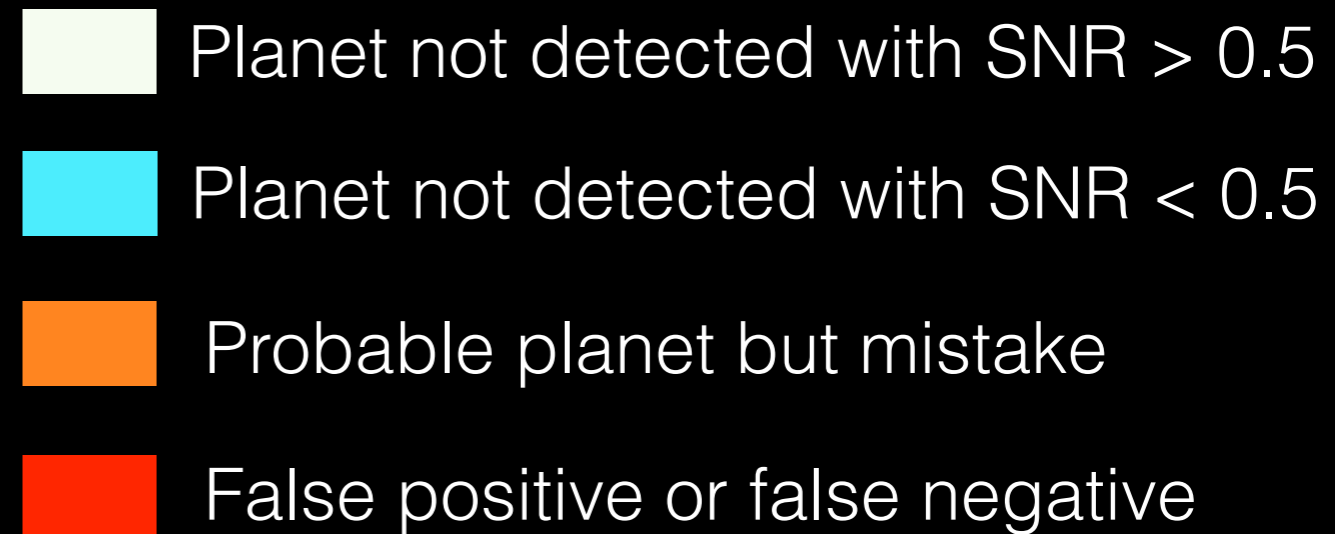 Planet not detected with SNR > 0.5
Planet not detected with SNR < 0.5
Probable planet but mistake
False positive or false negative